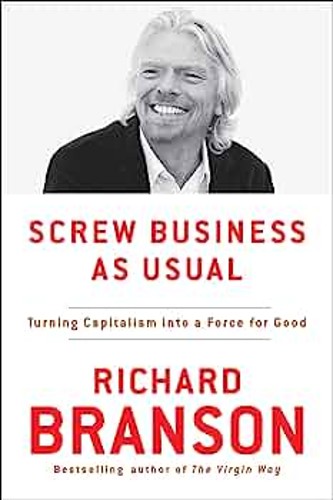 SCREW BUSINESS
AS USUAL
Turning Capitalism into a Force for Good
RICHARD
BRANSON
Bestselling author of The Virgin Way